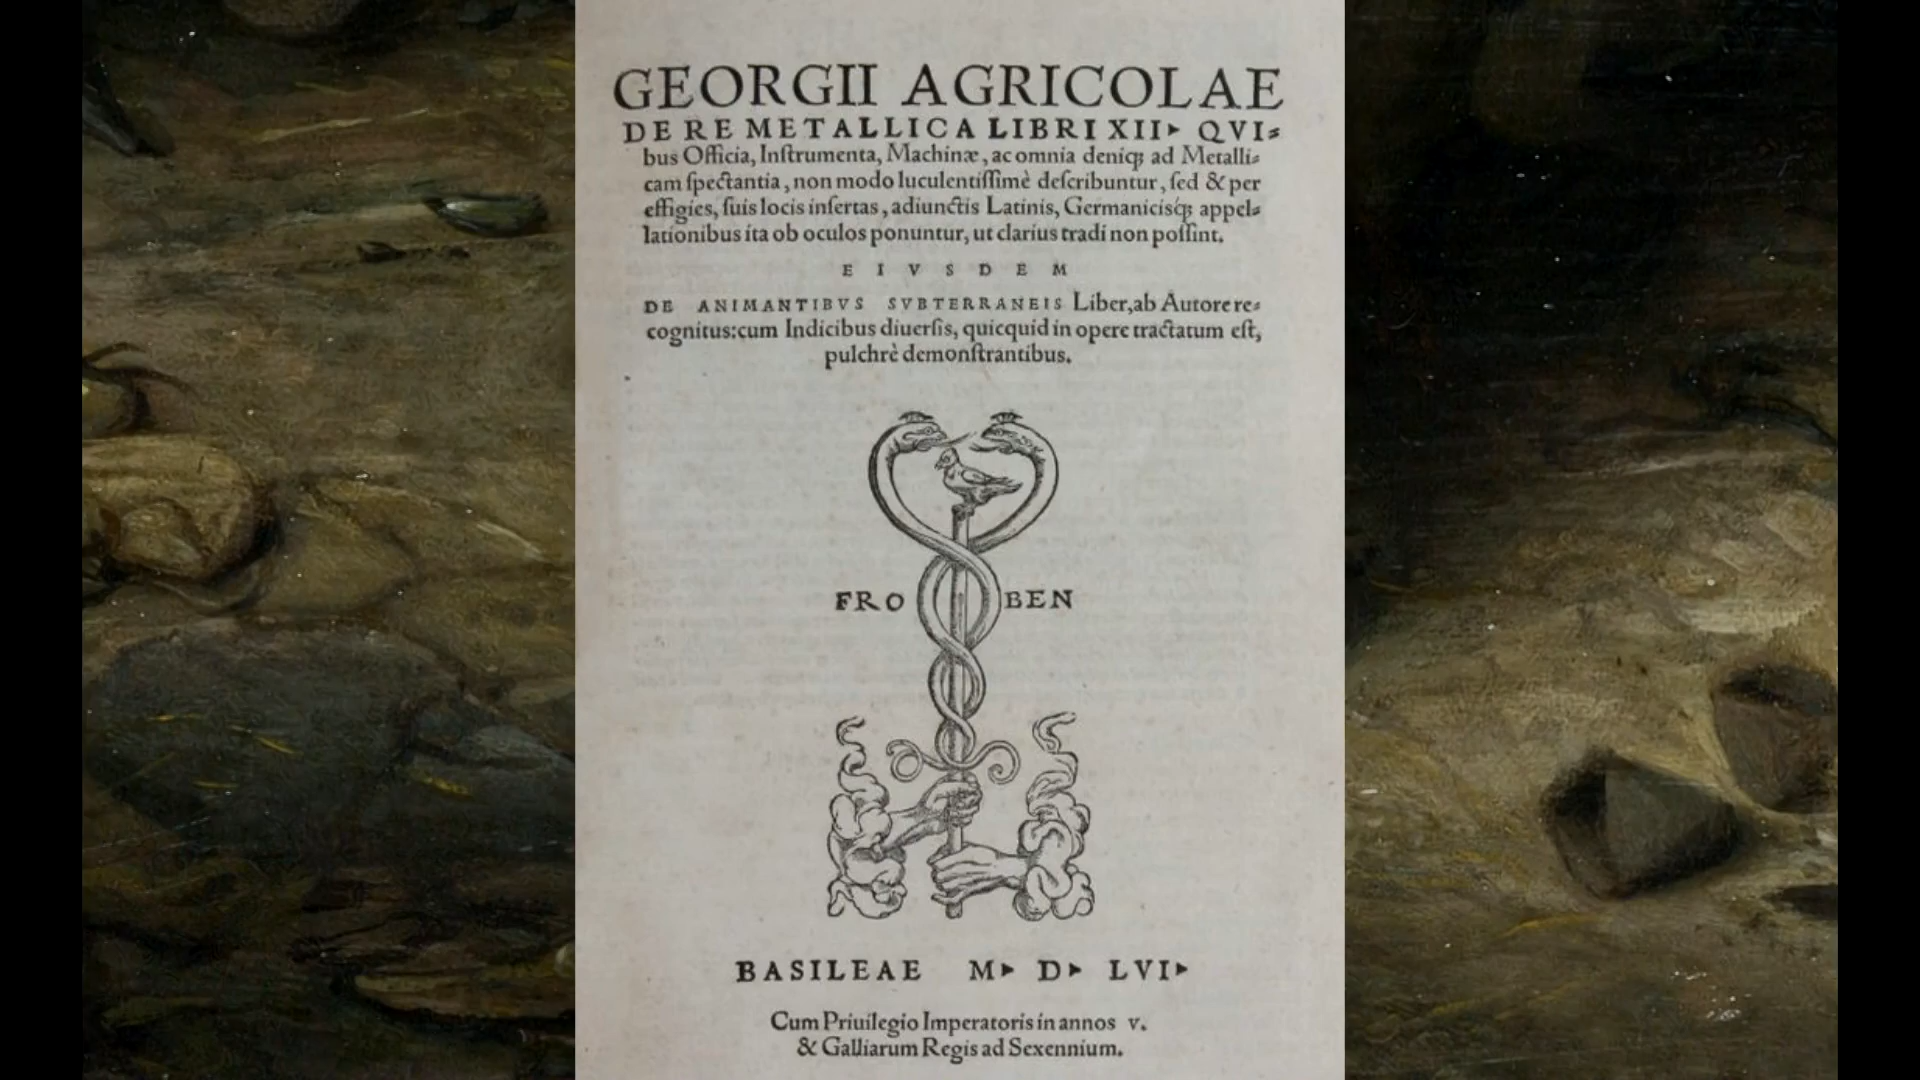 GEORGII AGRICOLAE
DE RE METALLICA LIBRI XII▸ QVI⸗
bus Officia, Inſtrumenta, Machinæ, ac omnia deniqꝫ ad Metalli⸗
cam ſpectantia, non modo luculentiſſimè deſcribuntur, ſed & per
effigies, ſuis locis inſertas, adiunctis Latinis, Germanicisq́ꝫ appel⸗
lationibus ita ob oculos ponuntur, ut clarius tradi non poſſint.
EIVSDEM
DE ANIMANTIBVS SVBTERRANEIS Liber, ab Autore re⸗
cognitus: cum Indicibus diuerſis, quicquid in opere tractatum eſt,
pulchrè demonſtrantibus.
FRO BEN
BASILEAE M▸ D▸ LVI▸
Cum Priuilegio Imperatoris in annos v.
& Galliarum Regis ad Sexennium.